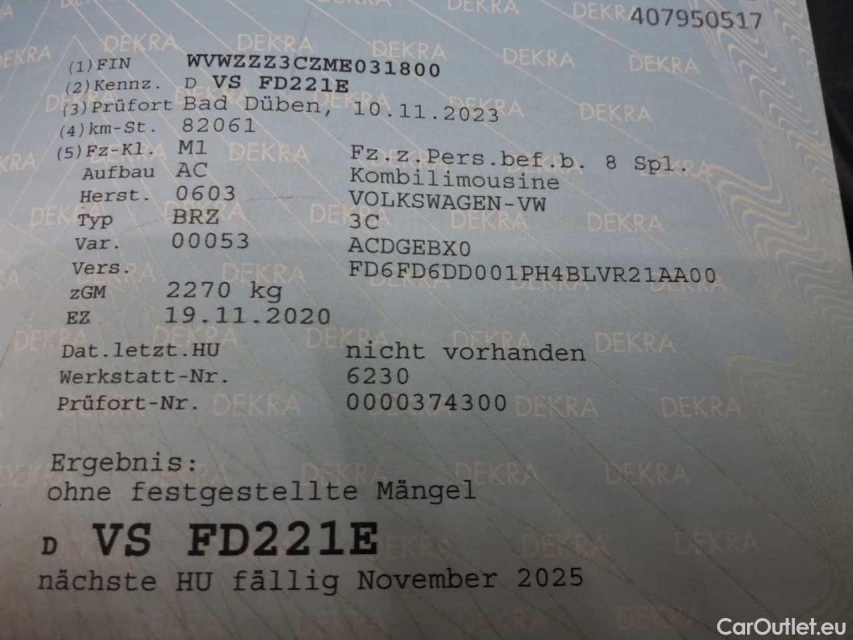 407950517
(1) FIN WVWZZZ3CZME031800
(2) Kennz. D VS FD221E
(3) Prüfort Bad Düben, 10.11.2023
(4) km-St. 82061
(5) Fz-Kl. M1 Fz.z.Pers.bef.b. 8 Spl.
Aufbau AC Kombilimousine
Herst. 0603 VOLKSWAGEN-VW
Typ BRZ 3C
Var. 00053 ACDGEBX0
Vers. FD6FD6DD001PH4BLVR21AA00
zGM 2270 kg
EZ 19.11.2020
Dat.letzt.HU nicht vorhanden
Werkstatt-Nr. 6230
Prüfort-Nr. 0000374300
Ergebnis:
ohne festgestellte Mängel
D VS FD221E
nächste HU fällig November 2025
DEKRA
CarOutlet.eu